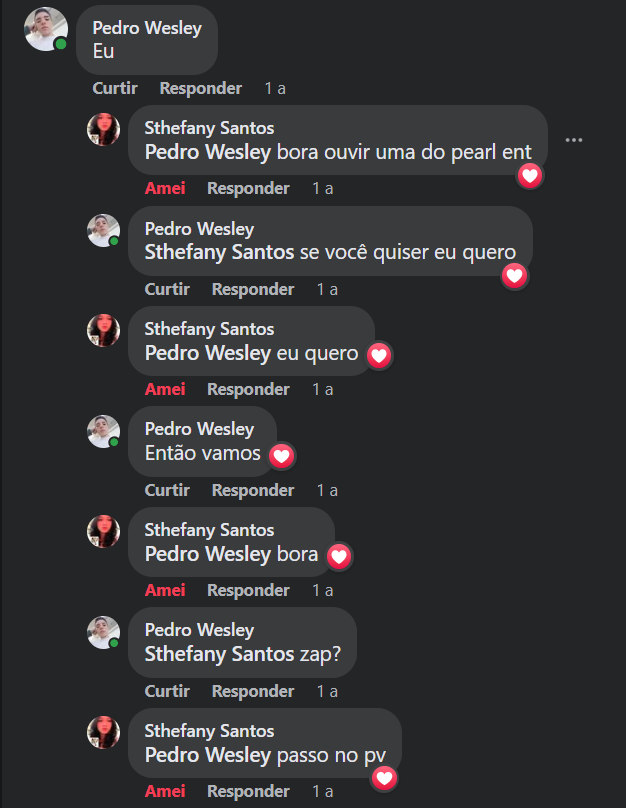 Pedro Wesley
Eu
Curtir Responder 1 a
Sthefany Santos
Pedro Wesley bora ouvir uma do pearl ent
Amei Responder 1 a
Pedro Wesley
Sthefany Santos se você quiser eu quero
Curtir Responder 1 a
Sthefany Santos
Pedro Wesley eu quero
Amei Responder 1 a
Pedro Wesley
Então vamos
Curtir Responder 1 a
Sthefany Santos
Pedro Wesley bora
Amei Responder 1 a
Pedro Wesley
Sthefany Santos zap?
Curtir Responder 1 a
Sthefany Santos
Pedro Wesley passo no pv
Amei Responder 1 a